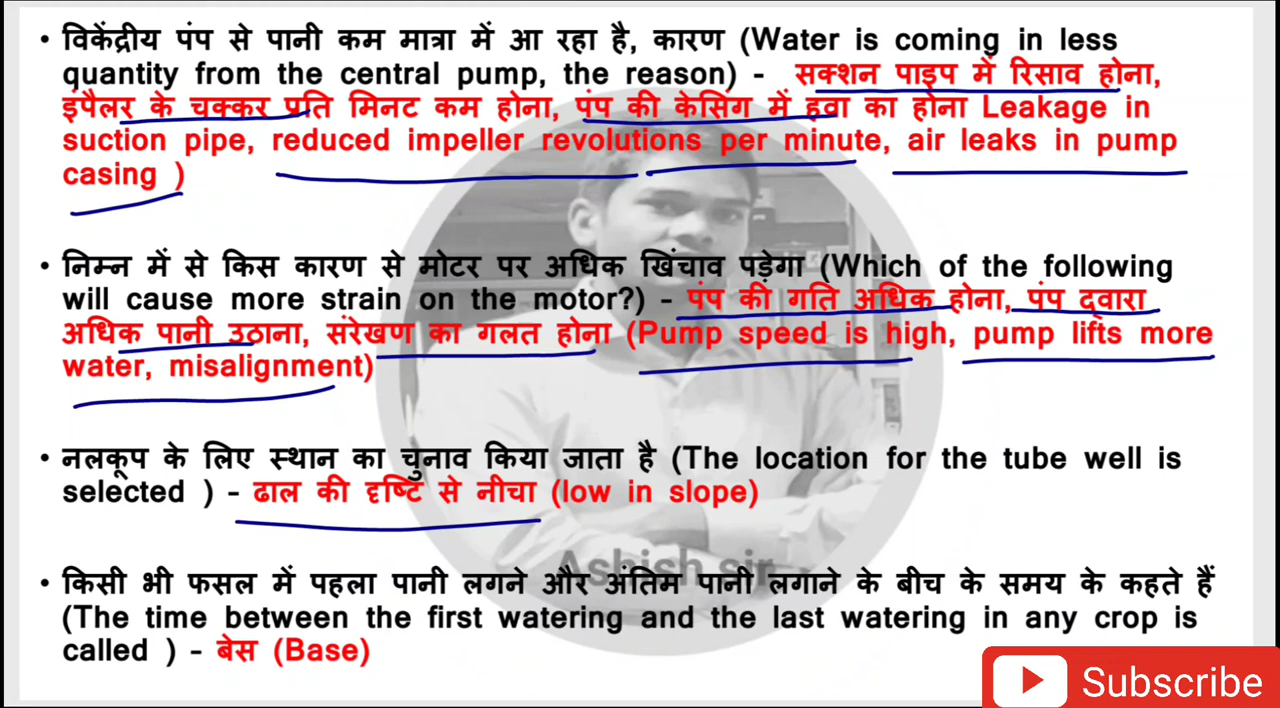 • विकेंद्रीय पंप से पानी कम मात्रा में आ रहा है, कारण (Water is coming in less
quantity from the central pump, the reason) - सक्शन पाइप में रिसाव होना,
इंपैलर के चक्कर प्रति मिनट कम होना, पंप की केसिंग में हवा का होना Leakage in
suction pipe, reduced impeller revolutions per minute, air leaks in pump
casing )
• निम्न में से किस कारण से मोटर पर अधिक खिंचाव पड़ेगा (Which of the following
will cause more strain on the motor?) - पंप की गति अधिक होना, पंप द्वारा
अधिक पानी उठाना, संरेखण का गलत होना (Pump speed is high, pump lifts more
water, misalignment)
• नलकूप के लिए स्थान का चुनाव किया जाता है (The location for the tube well is
selected ) - ढाल की दृष्टि से नीचा (low in slope)
Ashish sir
• किसी भी फसल में पहला पानी लगने और अंतिम पानी लगाने के बीच के समय के कहते हैं
(The time between the first watering and the last watering in any crop is
called ) - बेस (Base)
Subscribe